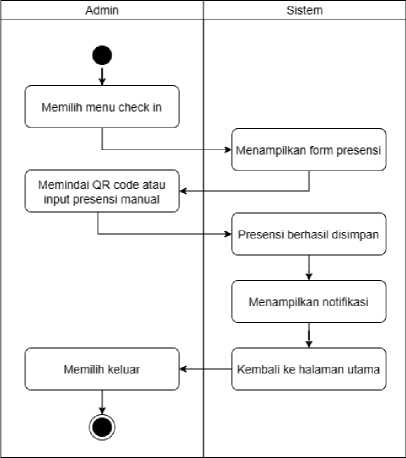 Admin
Sistem
Memilih menu check in
Menampilkan form presensi
Memindai QR code atau
input presensi manual
Presensi berhasil disimpan
Menampilkan notifikasi
Kembali ke halaman utama
Memilih keluar